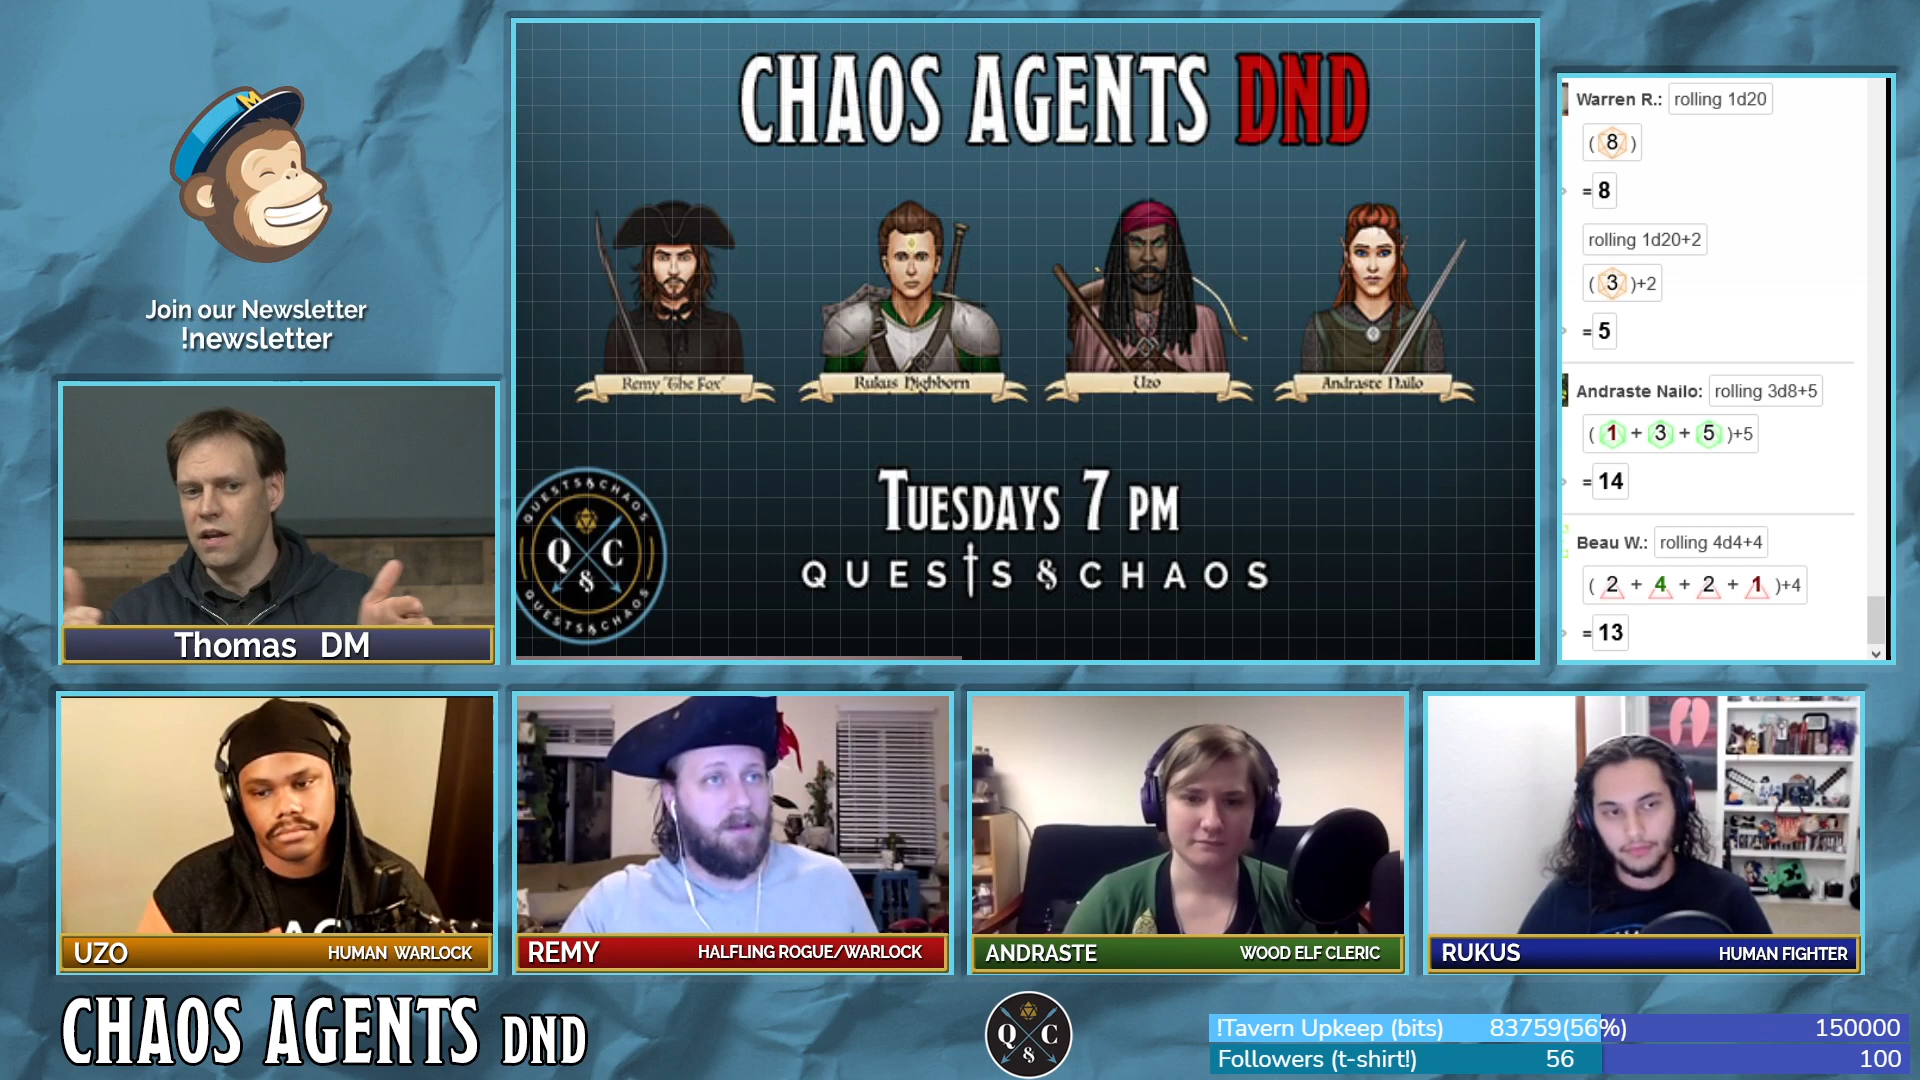 Join our Newsletter
!newsletter
CHAOS AGENTS DND
Remy "The Fox"
Rukus Highborn
Uzo
Andraste Nailo
TUESDAYS 7 PM
QUESTS & CHAOS
QUESTS & CHAOS
Q & C
QUESTS & CHAOS
Warren R.: rolling 1d20
( 8 )
= 8
rolling 1d20+2
( 3 )+2
= 5
Andraste Nailo: rolling 3d8+5
( 1 + 3 + 5 )+5
= 14
Beau W.: rolling 4d4+4
( 2 + 4 + 2 + 1 )+4
= 13
Thomas DM
UZO HUMAN WARLOCK
REMY HALFLING ROGUE/WARLOCK
ANDRASTE WOOD ELF CLERIC
RUKUS HUMAN FIGHTER
CHAOS AGENTS DND
Q & C
!Tavern Upkeep (bits) 83759(56%) 150000
Followers (t-shirt!) 56 100